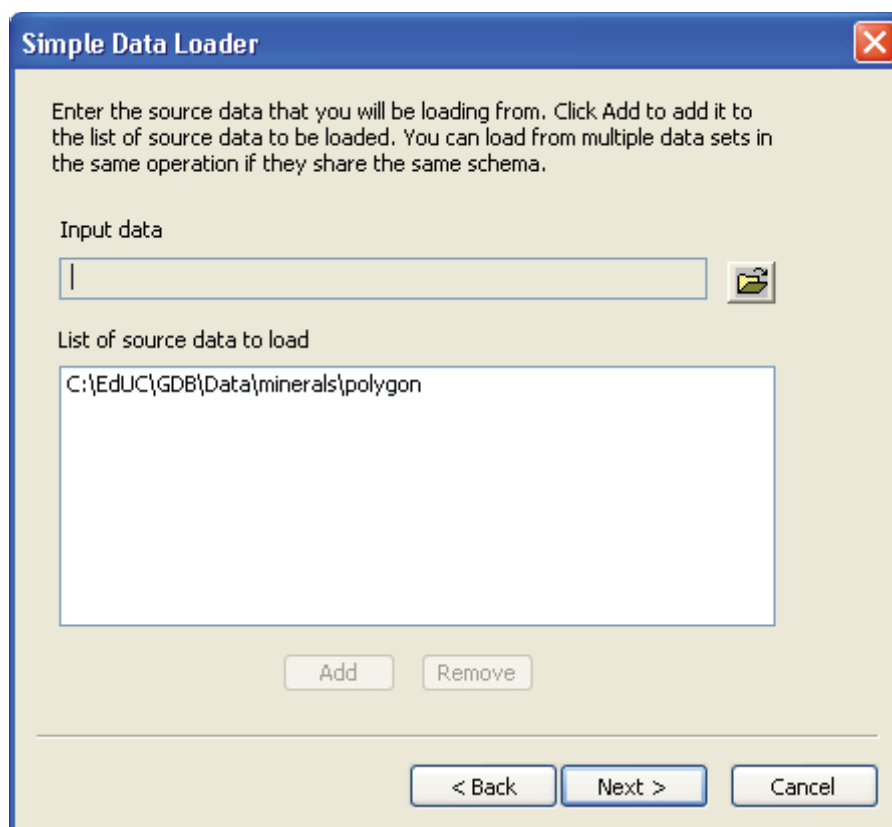 Simple Data Loader
Enter the source data that you will be loading from. Click Add to add it to
the list of source data to be loaded. You can load from multiple data sets in
the same operation if they share the same schema.
Input data
List of source data to load
C:\EdUC\GDB\Data\minerals\polygon
Add Remove
< Back Next > Cancel